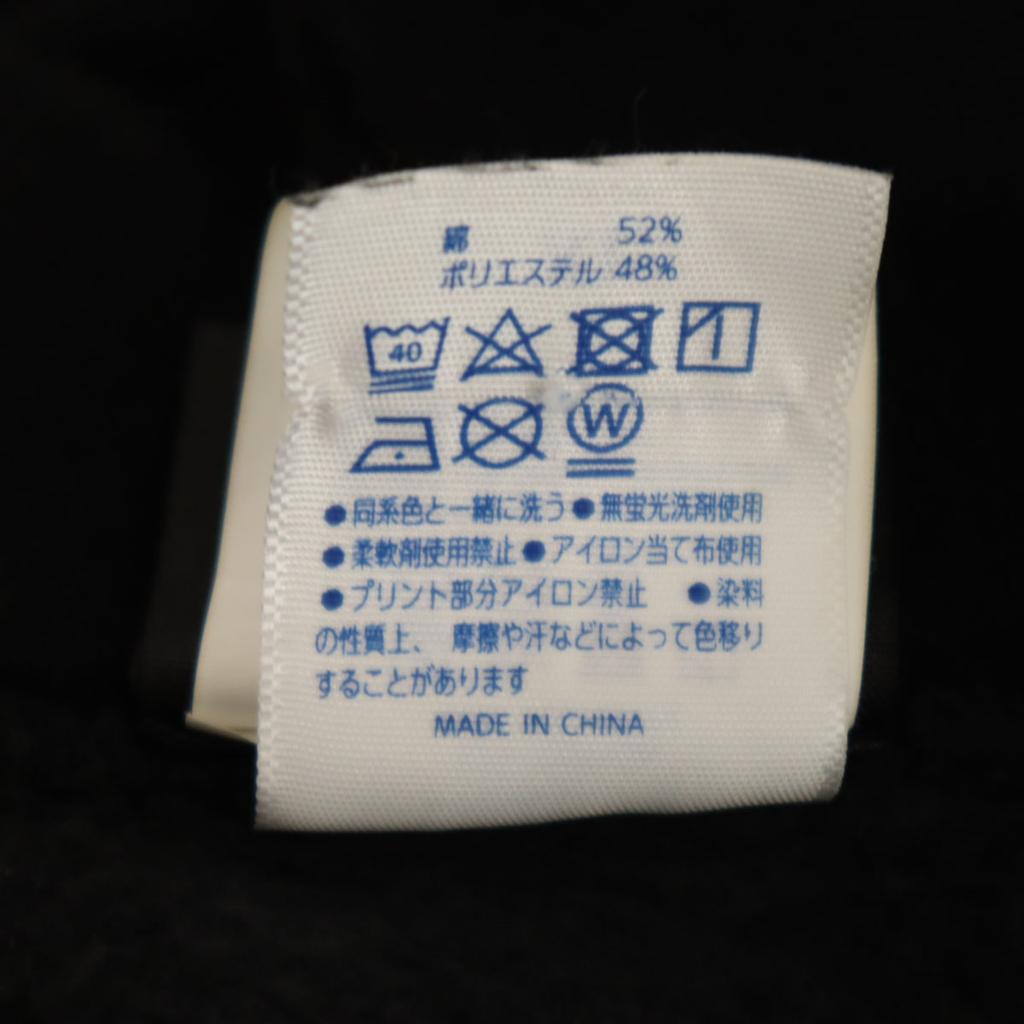 綿 52%
ポリエステル 48%
40
W
●同系色と一緒に洗う●無蛍光洗剤使用
●柔軟剤使用禁止●アイロン当て布使用
●プリント部分アイロン禁止 ●染料
の性質上、摩擦や汗などによって色移り
することがあります
MADE IN CHINA